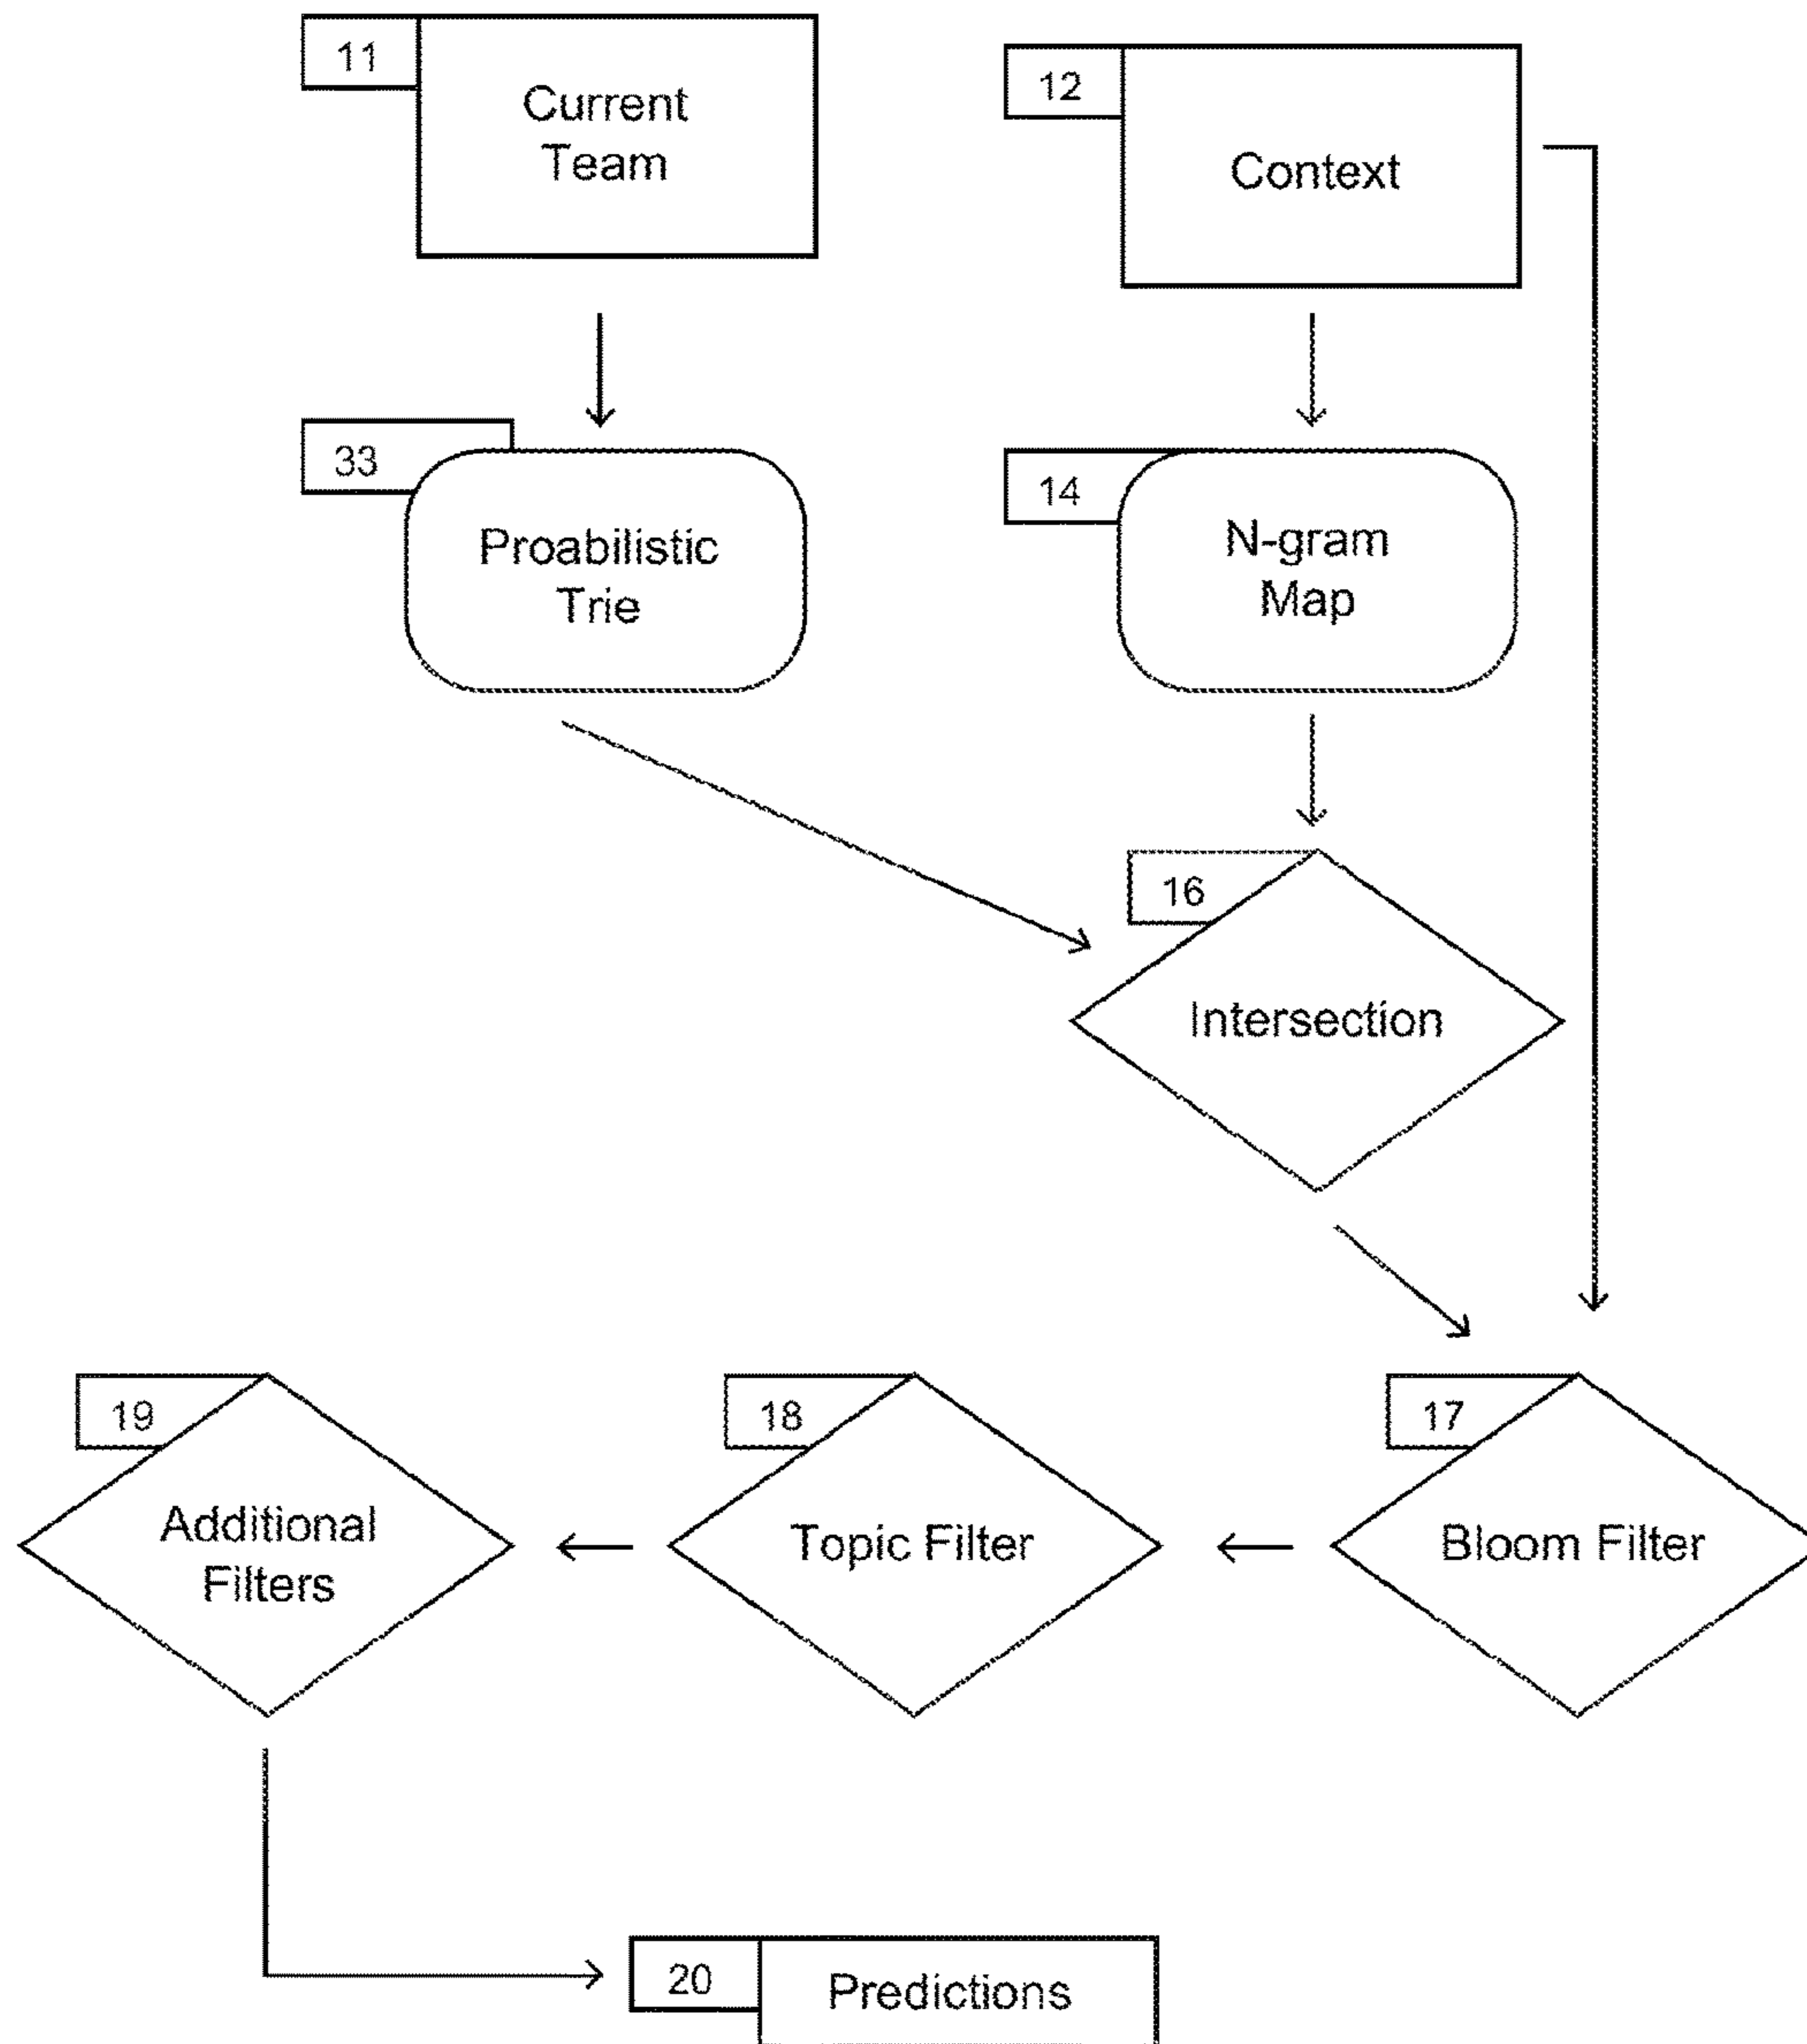 11
Current
Team
12
Context
33
Proabilistic
Trie
14
N-gram
Map
16
Intersection
19
Additional
Filters
18
Topic Filter
17
Bloom Filter
20
Predictions